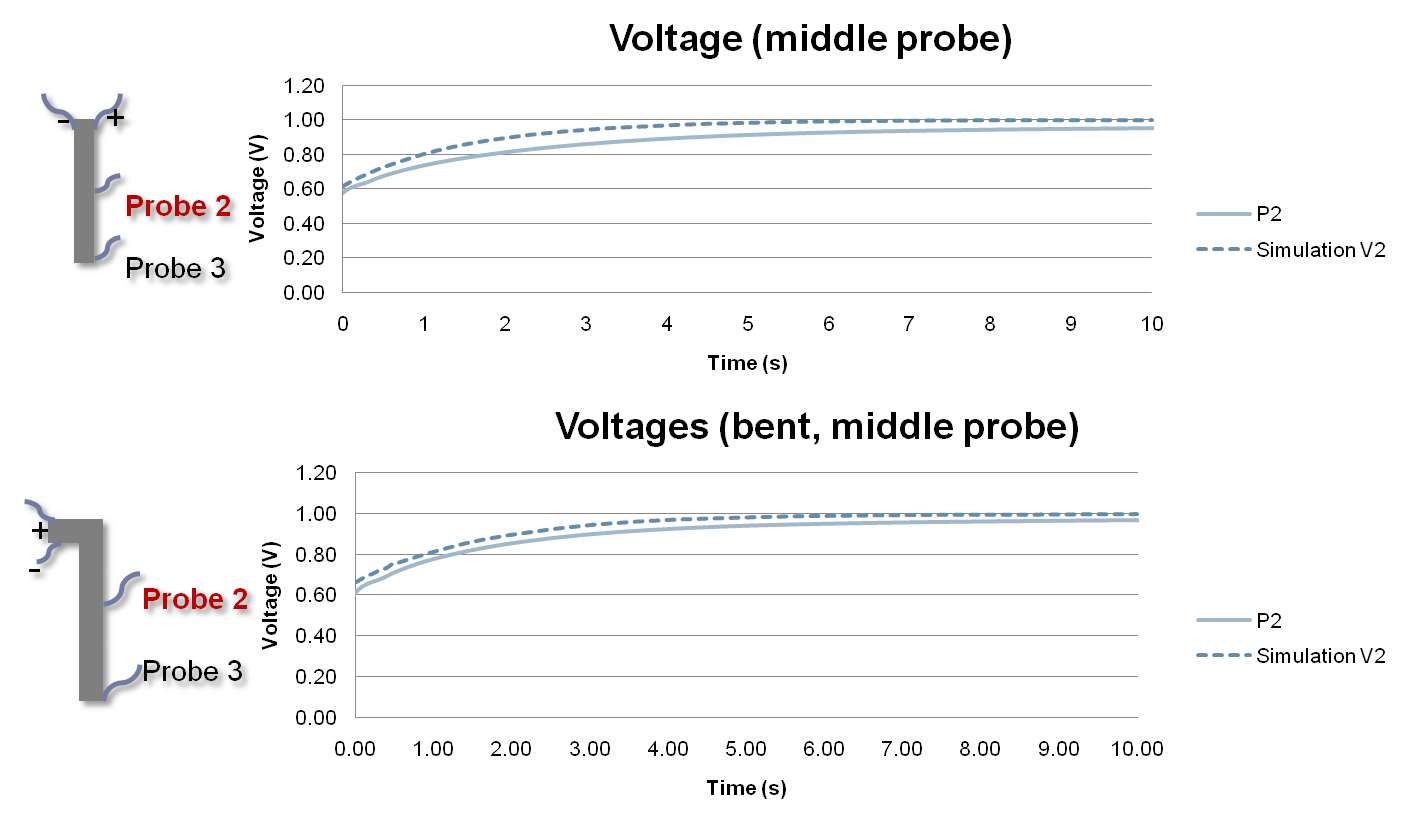 Voltage (middle probe)
-
+
Probe 2
Probe 3
Voltage (V)
1.20
1.00
0.80
0.60
0.40
0.20
0.00
0 1 2 3 4 5 6 7 8 9 10
Time (s)
P2
Simulation V2
Voltages (bent, middle probe)
+
-
Probe 2
Probe 3
Voltage (V)
1.20
1.00
0.80
0.60
0.40
0.20
0.00
0.00 1.00 2.00 3.00 4.00 5.00 6.00 7.00 8.00 9.00 10.00
Time (s)
P2
Simulation V2